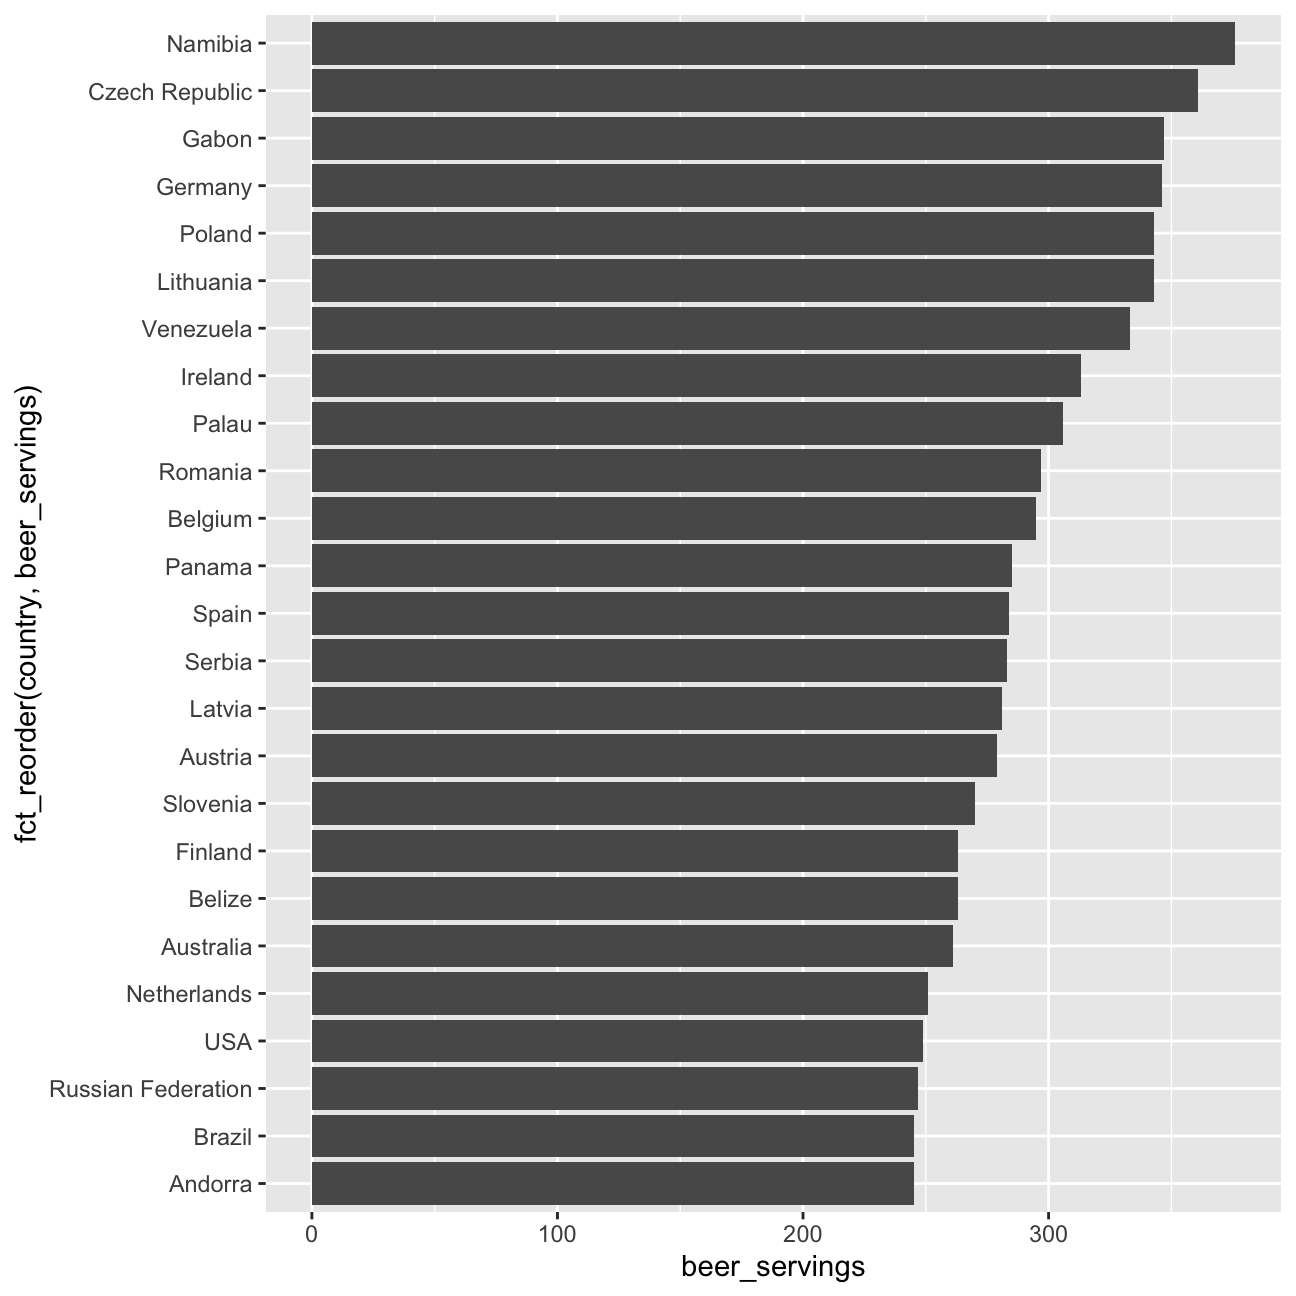 Namibia
Czech Republic
Gabon
Germany
Poland
Lithuania
Venezuela
Ireland
Palau
Romania
Belgium
Panama
Spain
Serbia
Latvia
Austria
Slovenia
Finland
Belize
Australia
Netherlands
USA
Russian Federation
Brazil
Andorra
fct_reorder(country, beer_servings)
0 100 200 300
beer_servings